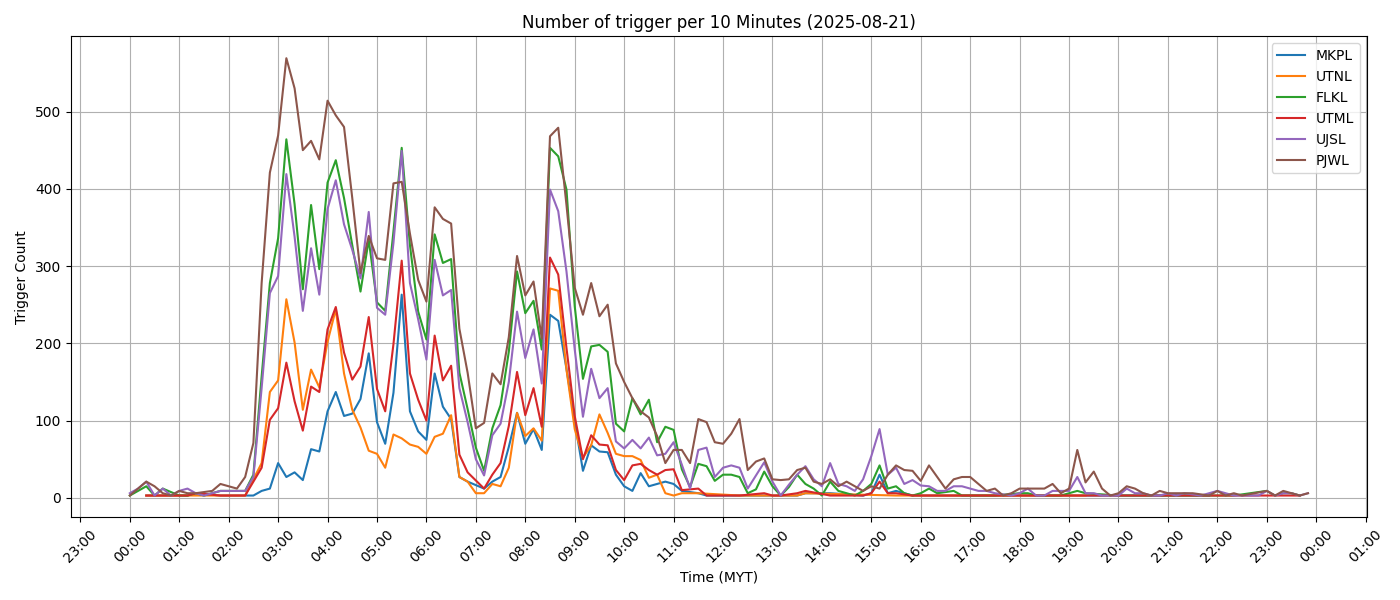 Number of trigger per 10 Minutes (2025-08-21)
Trigger Count
500
400
300
200
100
0
MKPL
UTNL
FLKL
UTML
UJSL
PJWL
23:00 00:00 01:00 02:00 03:00 04:00 05:00 06:00 07:00 08:00 09:00 10:00 11:00 12:00 13:00 14:00 15:00 16:00 17:00 18:00 19:00 20:00 21:00 22:00 23:00 00:00 01:00
Time (MYT)